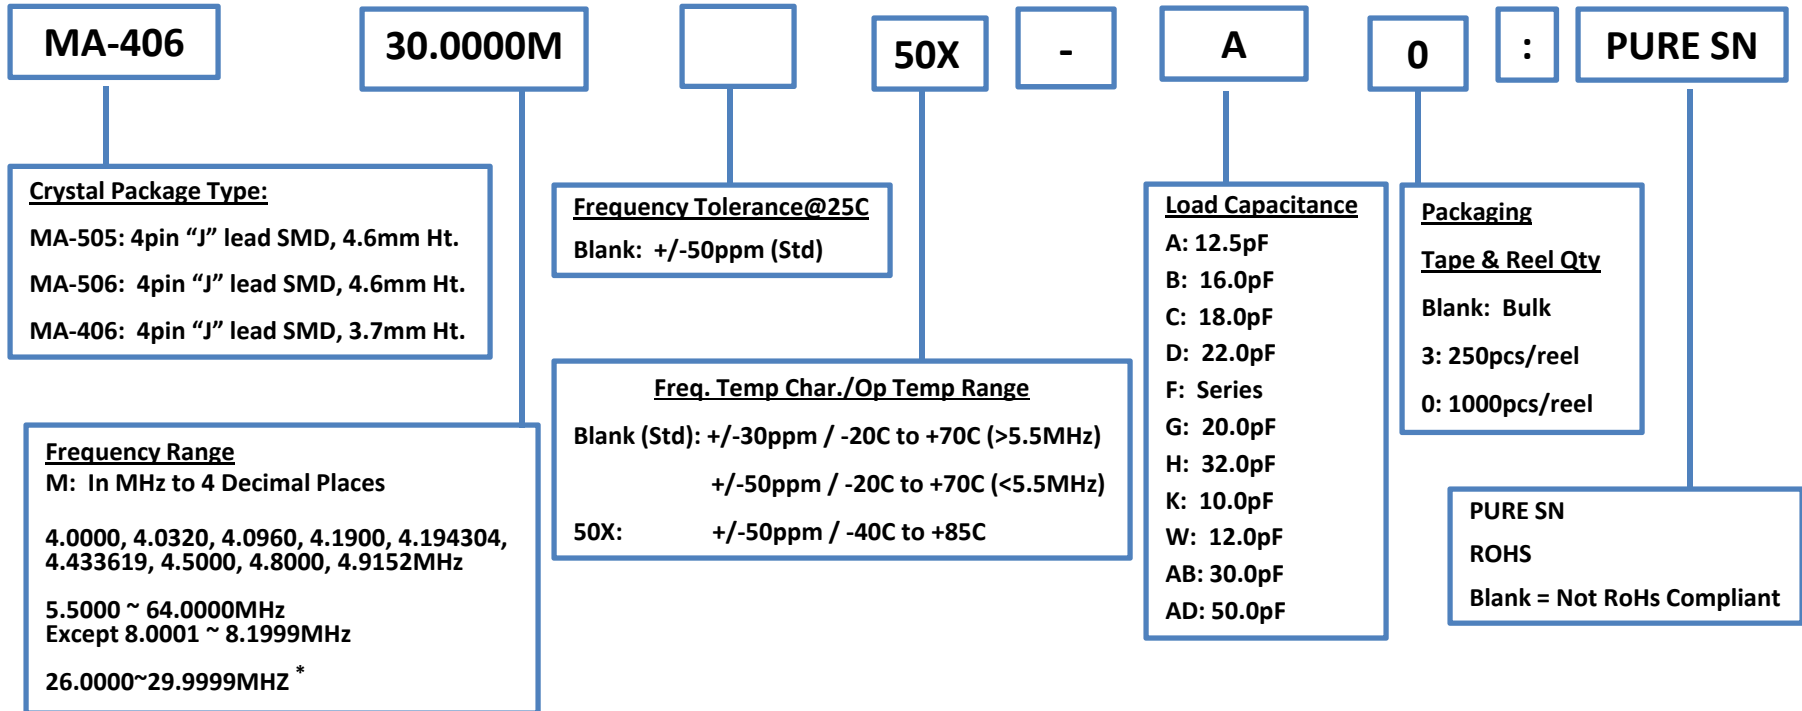 MA-406
30.0000M
50X
-
A
0
:
PURE SN
Crystal Package Type:
MA-505: 4pin “J” lead SMD, 4.6mm Ht.
MA-506: 4pin “J” lead SMD, 4.6mm Ht.
MA-406: 4pin “J” lead SMD, 3.7mm Ht.
Frequency Range
M: In MHz to 4 Decimal Places
4.0000, 4.0320, 4.0960, 4.1900, 4.194304,
4.433619, 4.5000, 4.8000, 4.9152MHz
5.5000 ~ 64.0000MHz
Except 8.0001 ~ 8.1999MHz
26.0000~29.9999MHZ *
Frequency Tolerance@25C
Blank: +/-50ppm (Std)
Freq. Temp Char./Op Temp Range
Blank (Std): +/-30ppm / -20C to +70C (>5.5MHz)
+/-50ppm / -20C to +70C (<5.5MHz)
50X: +/-50ppm / -40C to +85C
Load Capacitance
A: 12.5pF
B: 16.0pF
C: 18.0pF
D: 22.0pF
F: Series
G: 20.0pF
H: 32.0pF
K: 10.0pF
W: 12.0pF
AB: 30.0pF
AD: 50.0pF
Packaging
Tape & Reel Qty
Blank: Bulk
3: 250pcs/reel
0: 1000pcs/reel
PURE SN
ROHS
Blank = Not RoHs Compliant